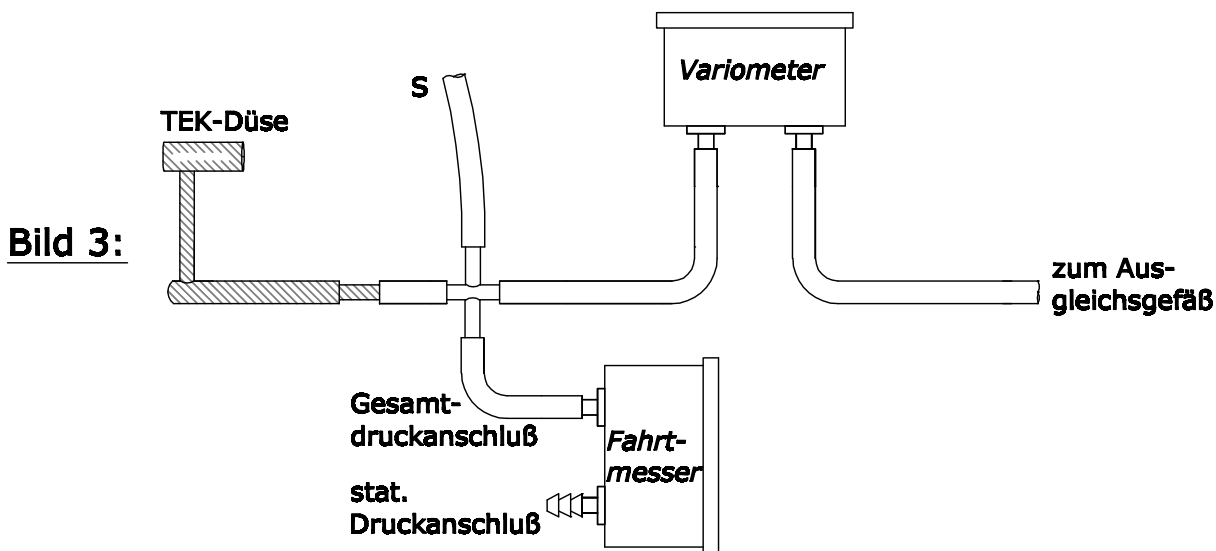 Variometer
S
TEK-Düse
Bild 3:
zum Aus-
gleichsgefäß
Gesamt-
druckanschluß
Fahrt-
messer
stat.
Druckanschluß